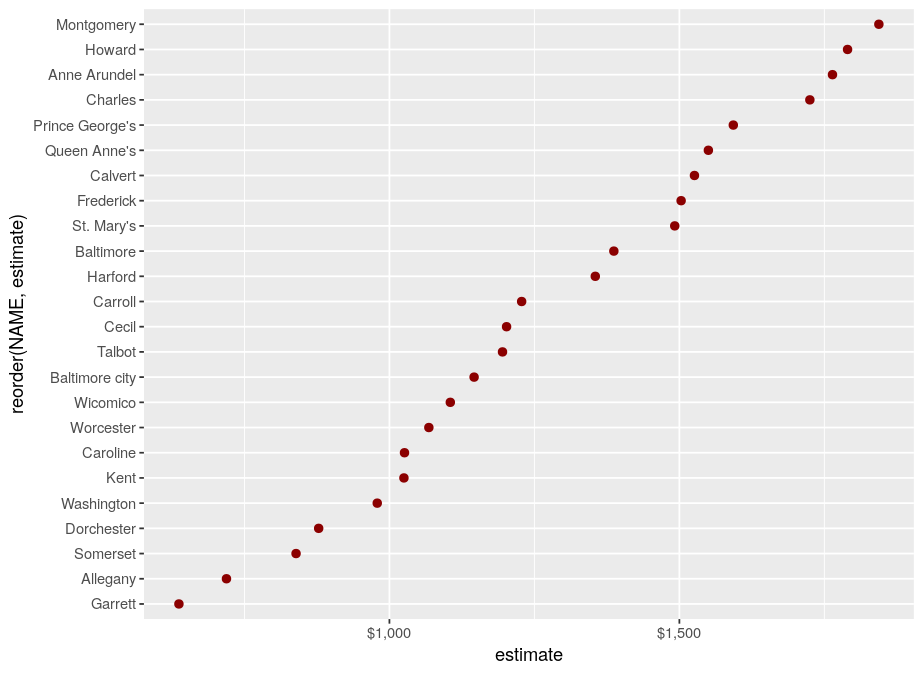 reorder(NAME, estimate)
Montgomery
Howard
Anne Arundel
Charles
Prince George's
Queen Anne's
Calvert
Frederick
St. Mary's
Baltimore
Harford
Carroll
Cecil
Talbot
Baltimore city
Wicomico
Worcester
Caroline
Kent
Washington
Dorchester
Somerset
Allegany
Garrett
$1,000 $1,500
estimate